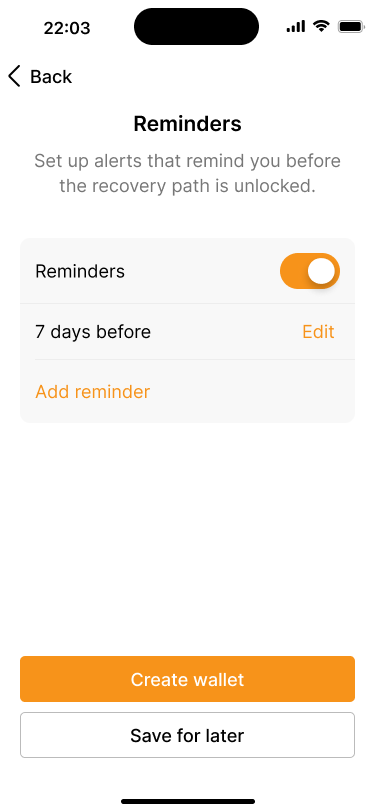 22:03
Back
Reminders
Set up alerts that remind you before
the recovery path is unlocked.
Reminders
7 days before Edit
Add reminder
Create wallet
Save for later